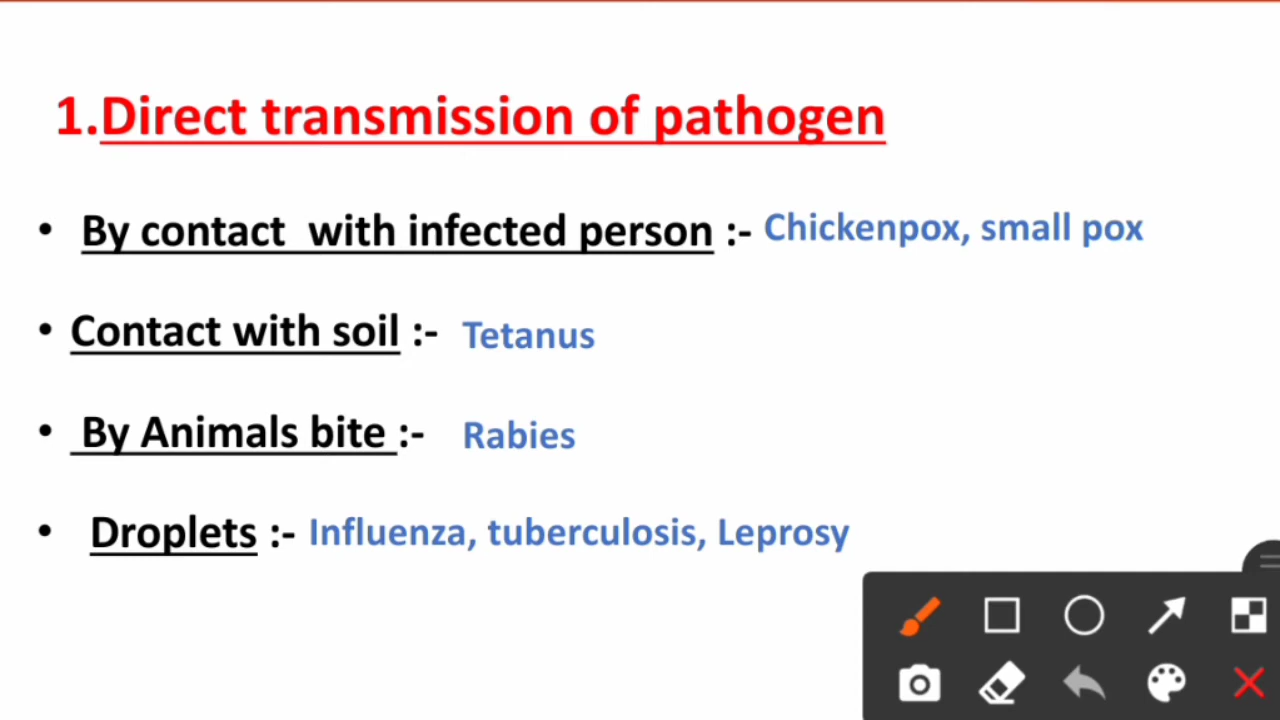 1.Direct transmission of pathogen
• By contact with infected person :- Chickenpox, small pox
• Contact with soil :- Tetanus
• By Animals bite :- Rabies
• Droplets :- Influenza, tuberculosis, Leprosy